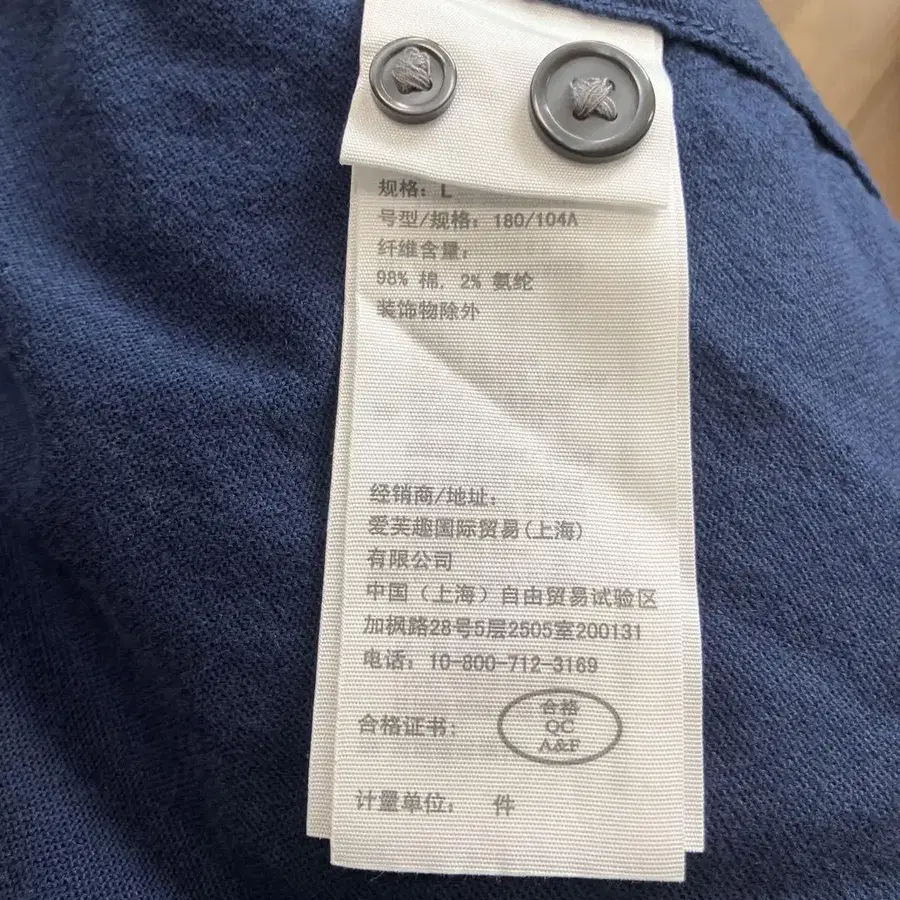 规格：L
号型/规格：180/104A
纤维含量：
98% 棉, 2% 氨纶
装饰物除外
经销商/地址：
爱芙趣国际贸易(上海)
有限公司
中国（上海）自由贸易试验区
加枫路28号5层2505室200131
电话：10-800-712-3169
合格证书：
合格
QC
A&F
计量单位： 件